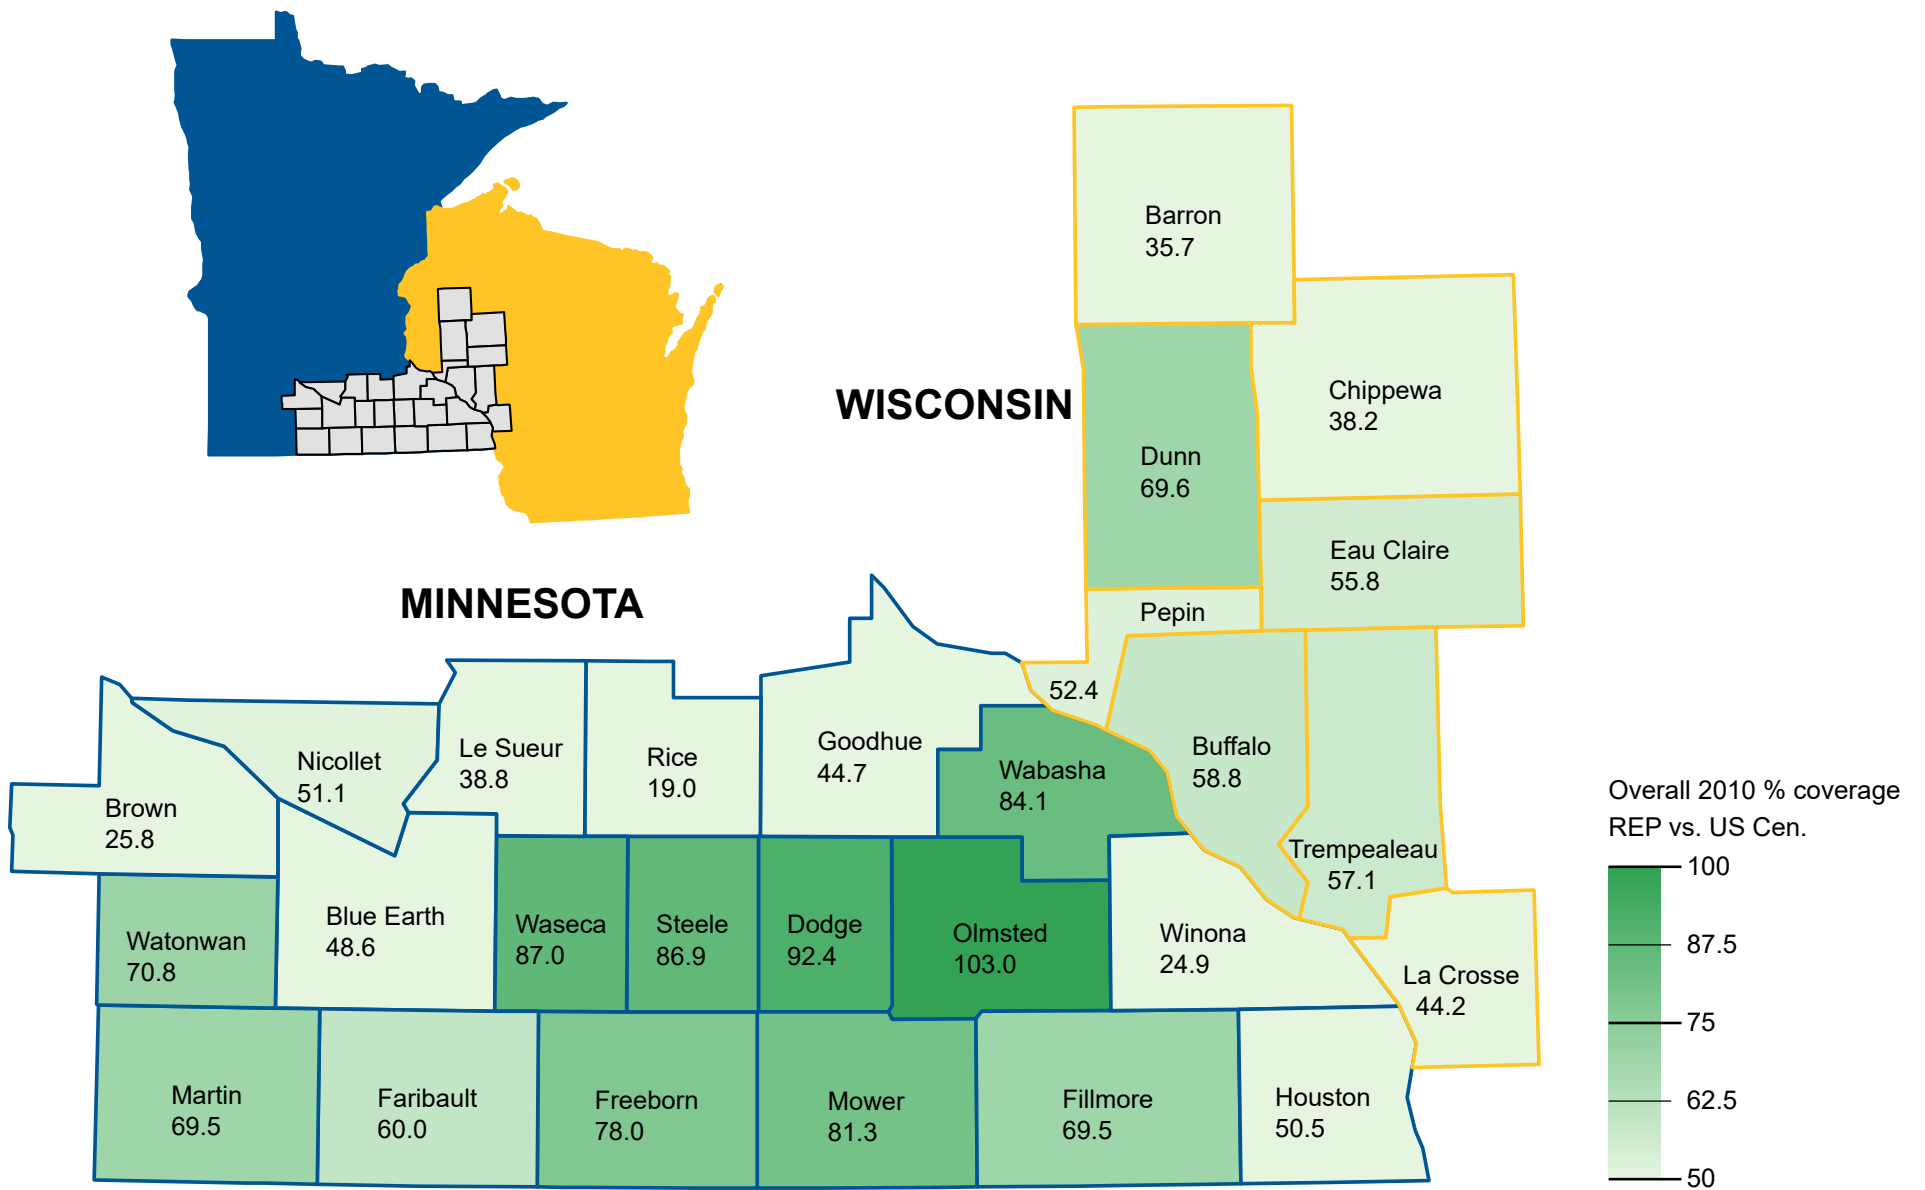 Barron
35.7
Chippewa
38.2
WISCONSIN
Dunn
69.6
Eau Claire
55.8
MINNESOTA
Pepin
52.4
Buffalo
58.8
Trempealeau
57.1
La Crosse
44.2
Brown
25.8
Nicollet
51.1
Le Sueur
38.8
Rice
19.0
Goodhue
44.7
Wabasha
84.1
Watonwan
70.8
Blue Earth
48.6
Waseca
87.0
Steele
86.9
Dodge
92.4
Olmsted
103.0
Winona
24.9
Martin
69.5
Faribault
60.0
Freeborn
78.0
Mower
81.3
Fillmore
69.5
Houston
50.5
Overall 2010 % coverage
REP vs. US Cen.
100
87.5
75
62.5
50